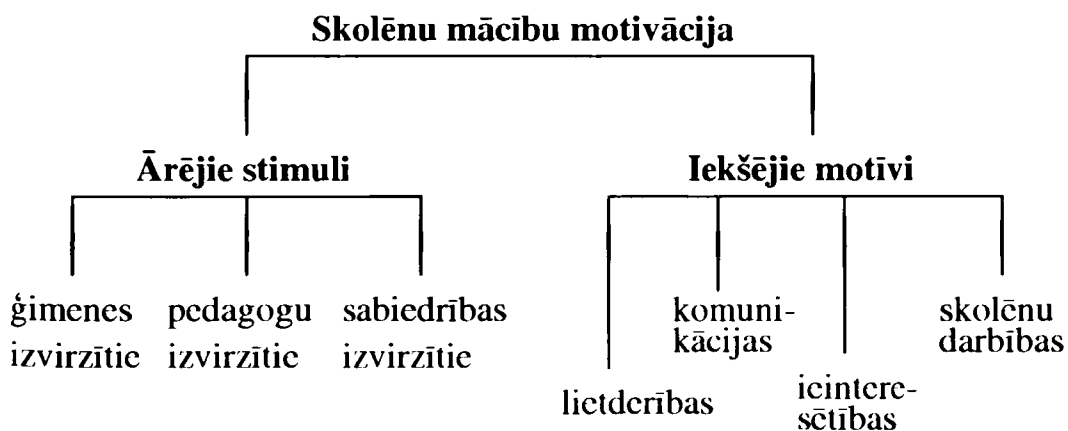 Skolēnu mācību motivācija
Ārējie stimuli
Iekšējie motīvi
ģimenes
izvirzītie
pedagogu
izvirzītie
sabiedrības
izvirzītie
lietderības
komuni-
kācijas
ieintere-
sētības
skolēnu
darbības